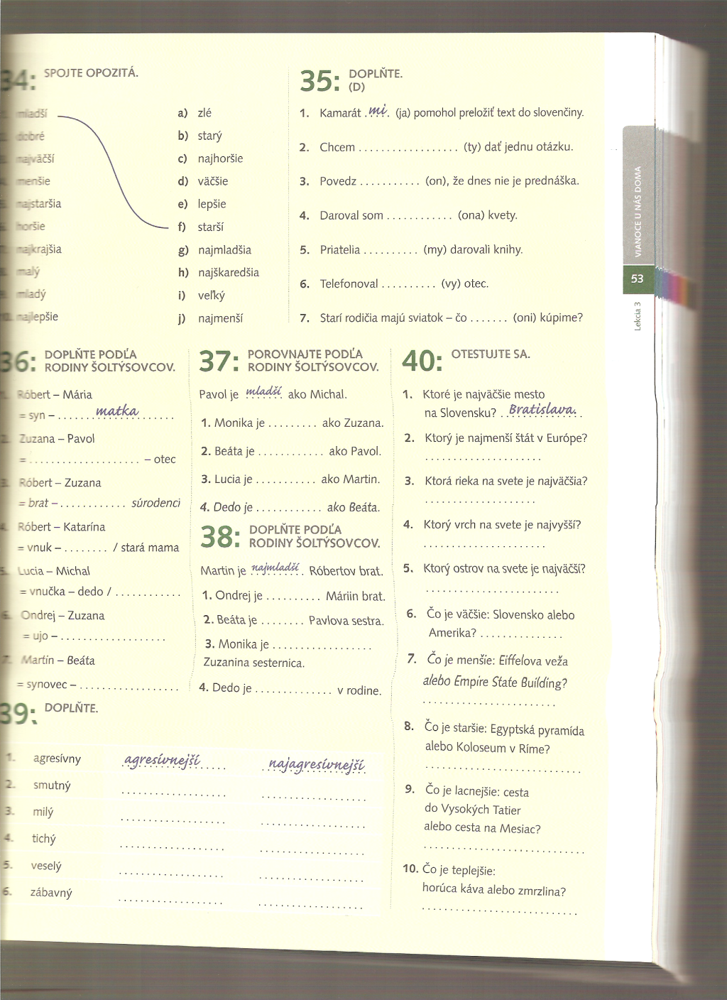 34: SPOJTE OPOZITÁ.
mladší
dobré
najväčší
menšie
najstaršia
horšie
najkrajšia
malý
mladý
10. najlepšie
a) zlé
b) starý
c) najhoršie
d) väčšie
e) lepšie
f) starší
g) najmladšia
h) najškaredšia
i) veľký
j) najmenší
35: DOPLŇTE.
(D)
1. Kamarát .mi. (ja) pomohol preložiť text do slovenčiny.
2. Chcem .................. (ty) dať jednu otázku.
3. Povedz ........... (on), že dnes nie je prednáška.
4. Daroval som ............ (ona) kvety.
5. Priatelia .......... (my) darovali knihy.
6. Telefonoval .......... (vy) otec.
7. Starí rodičia majú sviatok – čo ....... (oni) kúpime?
VIANOCE U NÁS DOMA
53
Lekcia 3
36: DOPLŇTE PODĽA
RODINY ŠOLTÝSOVCOV.
1. Róbert – Mária
= syn – ......matka......
2. Zuzana – Pavol
= .................... – otec
3. Róbert – Zuzana
= brat – ............ súrodenci
4. Róbert – Katarína
= vnuk – ........ / stará mama
5. Lucia – Michal
= vnučka – dedo / ............
6. Ondrej – Zuzana
= ujo – ...................
7. Martin – Beáta
= synovec – ..................
37: POROVNAJTE PODĽA
RODINY ŠOLTÝSOVCOV.
Pavol je mladší ako Michal.
1. Monika je ......... ako Zuzana.
2. Beáta je ............ ako Pavol.
3. Lucia je ........... ako Martin.
4. Dedo je ............ ako Beáta.
38: DOPLŇTE PODĽA
RODINY ŠOLTÝSOVCOV.
Martin je najmladší. Róbertov brat.
1. Ondrej je .......... Máriin brat.
2. Beáta je ........ Pavlova sestra.
3. Monika je ..................
Zuzanina sesternica.
4. Dedo je .............. v rodine.
39: DOPLŇTE.
1. agresívny agresívnejší najagresívnejší
2. smutný ................... ...................
3. milý ................... ...................
4. tichý ................... ...................
5. veselý ................... ...................
6. zábavný ................... ...................
40: OTESTUJTE SA.
1. Ktoré je najväčšie mesto
na Slovensku? .Bratislava..
2. Ktorý je najmenší štát v Európe?
.....................
3. Ktorá rieka na svete je najväčšia?
....................
4. Ktorý vrch na svete je najvyšší?
......................
5. Ktorý ostrov na svete je najväčší?
........................
6. Čo je väčšie: Slovensko alebo
Amerika? ...............
7. Čo je menšie: Eiffelova veža
alebo Empire State Building?
........................
8. Čo je staršie: Egyptská pyramída
alebo Koloseum v Ríme?
............................
9. Čo je lacnejšie: cesta
do Vysokých Tatier
alebo cesta na Mesiac?
.............................
10. Čo je teplejšie:
horúca káva alebo zmrzlina?
............................